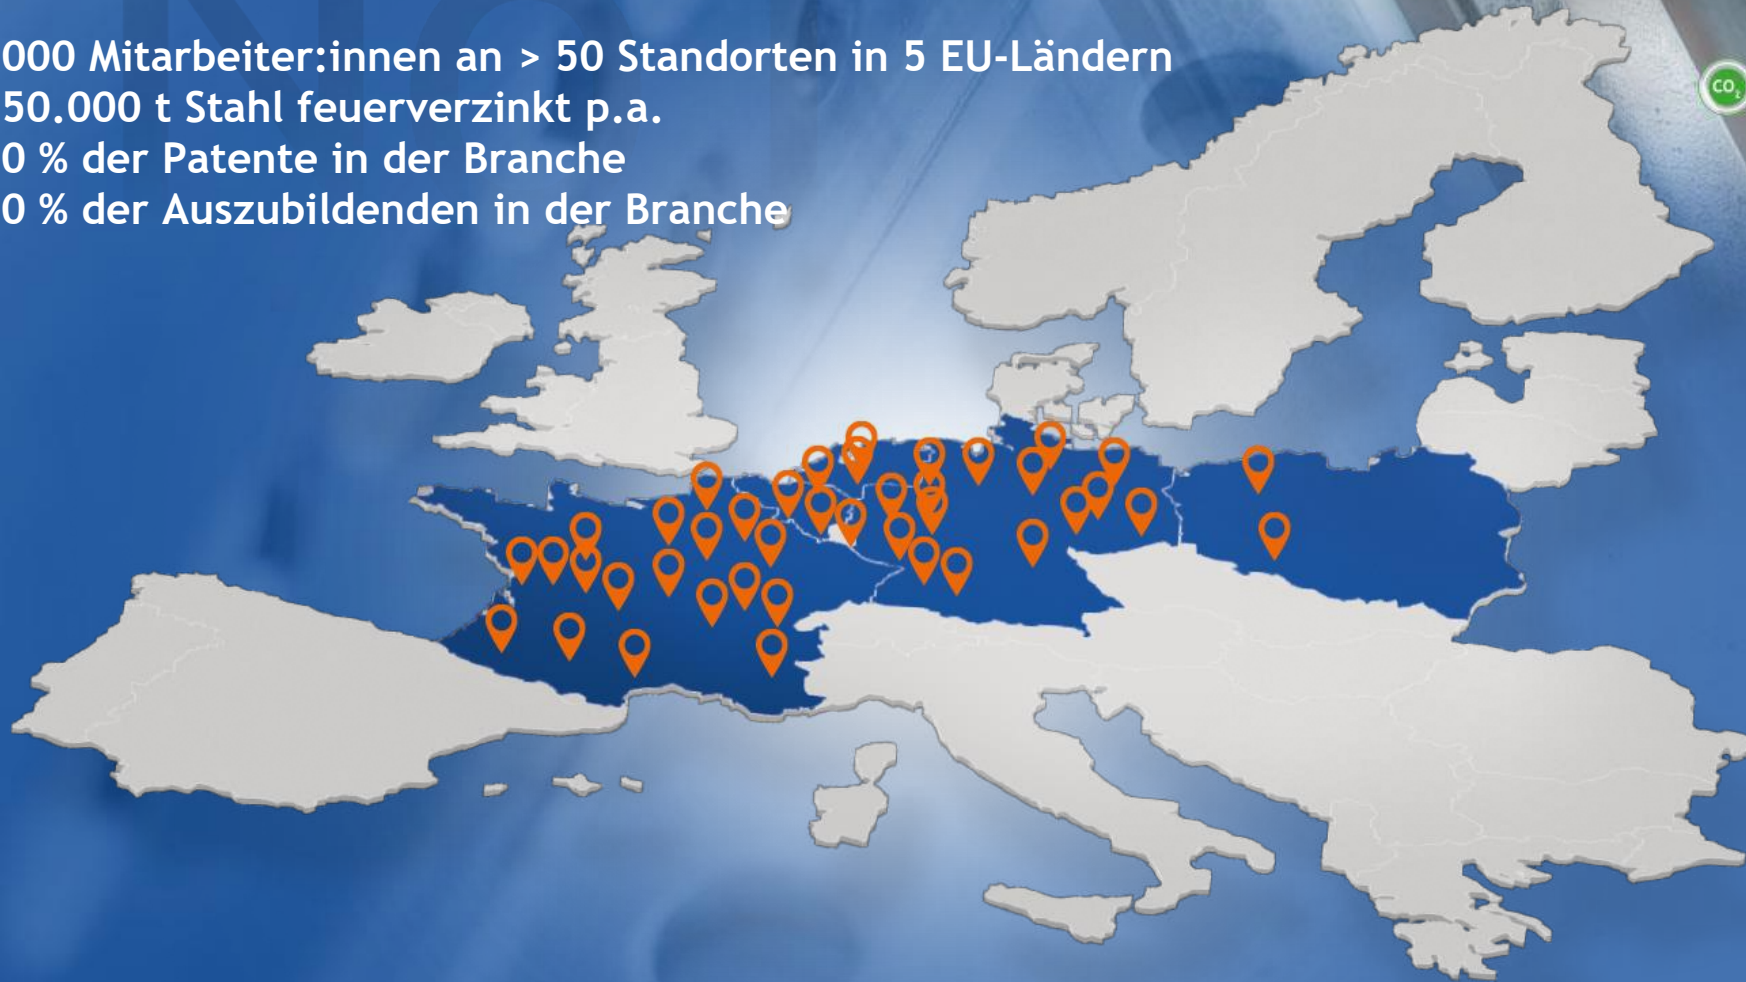 000 Mitarbeiter:innen an > 50 Standorten in 5 EU-Ländern
50.000 t Stahl feuerverzinkt p.a.
0 % der Patente in der Branche
0 % der Auszubildenden in der Branche
CO₂